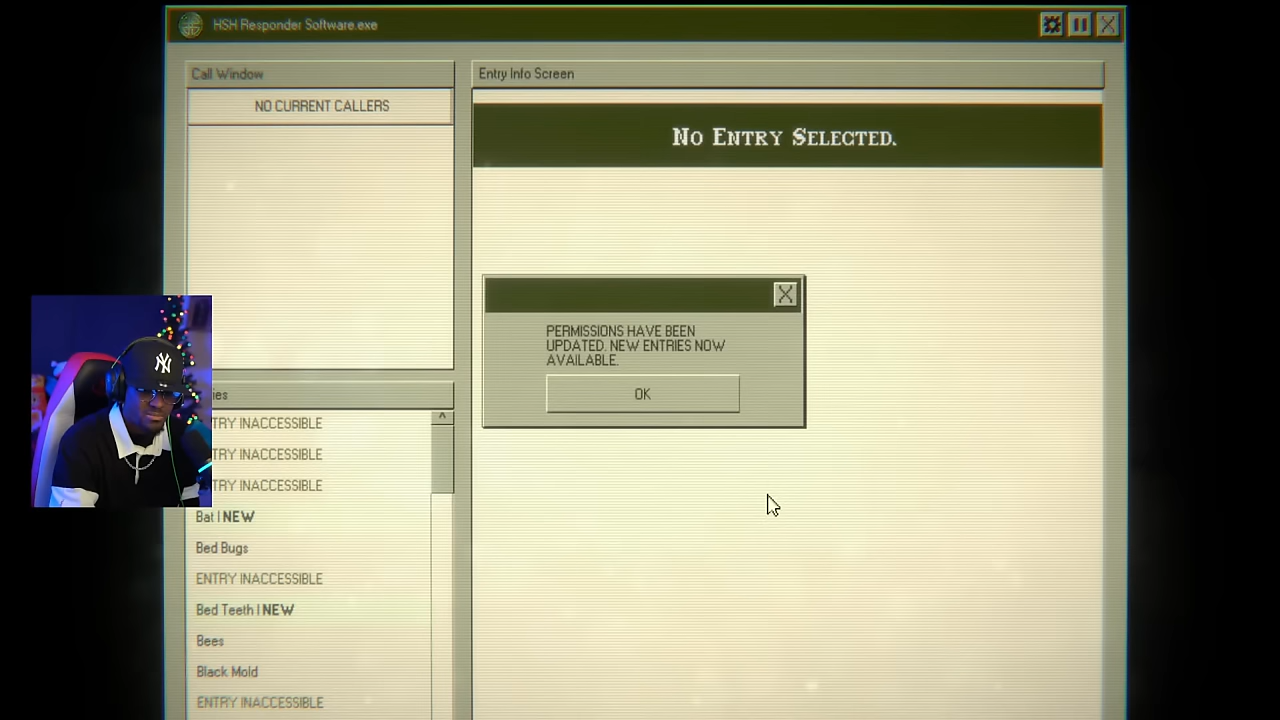 HSH Responder Software.exe
Call Window
NO CURRENT CALLERS
Entry Info Screen
NO ENTRY SELECTED.
PERMISSIONS HAVE BEEN
UPDATED. NEW ENTRIES NOW
AVAILABLE.
OK
ies
TRY INACCESSIBLE
TRY INACCESSIBLE
TRY INACCESSIBLE
Bat | NEW
Bed Bugs
ENTRY INACCESSIBLE
Bed Teeth | NEW
Bees
Black Mold
ENTRY INACCESSIBLE